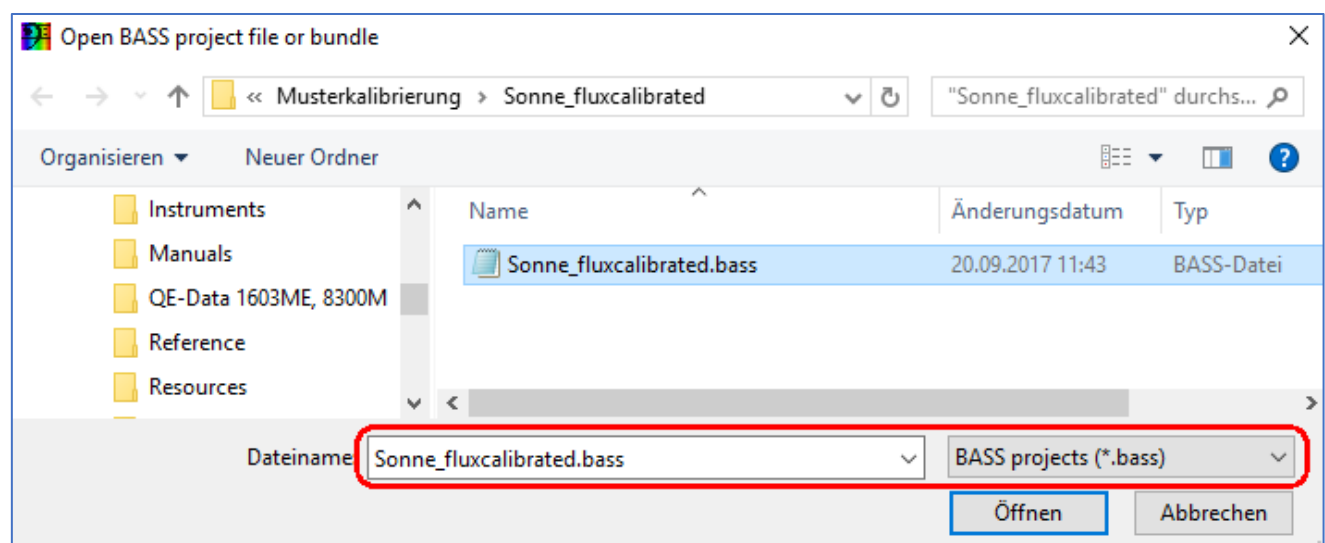 Open BASS project file or bundle
« Musterkalibrierung › Sonne_fluxcalibrated
"Sonne_fluxcalibrated" durchs...
Organisieren Neuer Ordner
Name Änderungsdatum Typ
Instruments
Manuals
QE-Data 1603ME, 8300M
Reference
Resources
Sonne_fluxcalibrated.bass 20.09.2017 11:43 BASS-Datei
Dateiname Sonne_fluxcalibrated.bass BASS projects (*.bass)
Öffnen Abbrechen